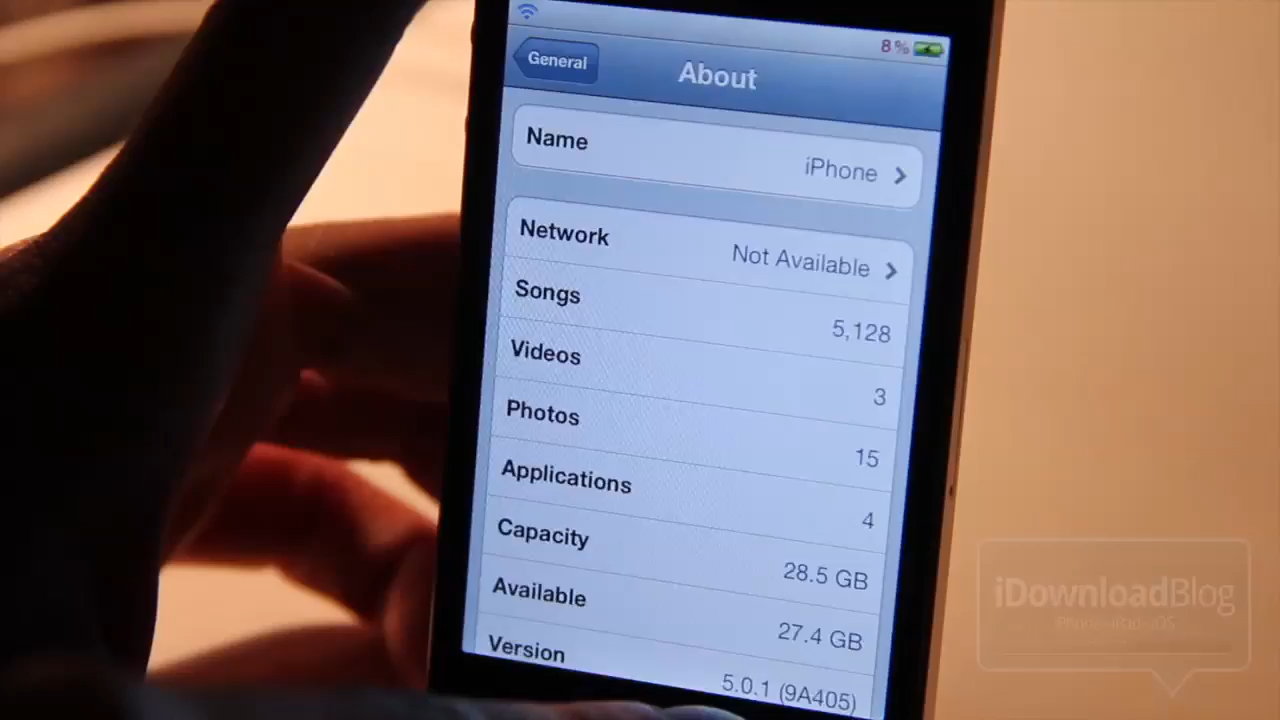 8%
General
About
Name iPhone
Network Not Available
Songs 5,128
Videos 3
Photos 15
Applications 4
Capacity 28.5 GB
Available 27.4 GB
Version 5.0.1 (9A405)
iDownloadBlog